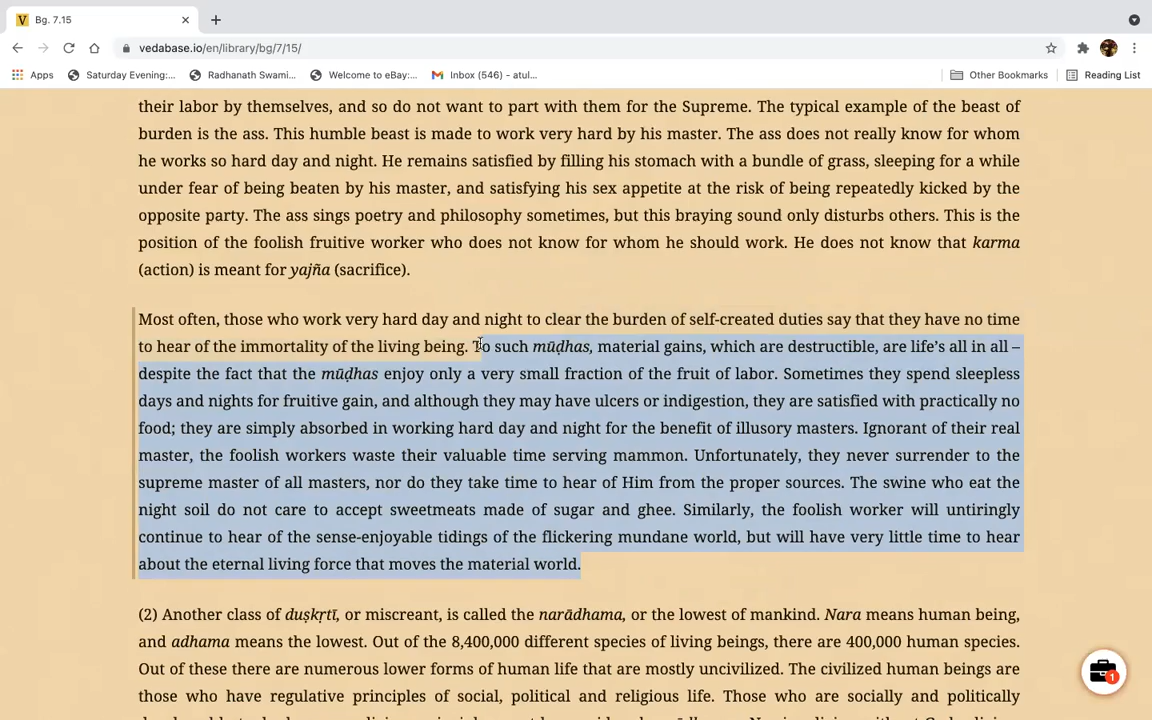 V Bg. 7.15
vedabase.io/en/library/bg/7/15/
Apps Saturday Evening:... Radhanath Swami... Welcome to eBay:... Inbox (546) – atul... Other Bookmarks Reading List
their labor by themselves, and so do not want to part with them for the Supreme. The typical example of the beast of
burden is the ass. This humble beast is made to work very hard by his master. The ass does not really know for whom
he works so hard day and night. He remains satisfied by filling his stomach with a bundle of grass, sleeping for a while
under fear of being beaten by his master, and satisfying his sex appetite at the risk of being repeatedly kicked by the
opposite party. The ass sings poetry and philosophy sometimes, but this braying sound only disturbs others. This is the
position of the foolish fruitive worker who does not know for whom he should work. He does not know that karma
(action) is meant for yajña (sacrifice).
Most often, those who work very hard day and night to clear the burden of self-created duties say that they have no time
to hear of the immortality of the living being. To such mūḍhas, material gains, which are destructible, are life's all in all –
despite the fact that the mūḍhas enjoy only a very small fraction of the fruit of labor. Sometimes they spend sleepless
days and nights for fruitive gain, and although they may have ulcers or indigestion, they are satisfied with practically no
food; they are simply absorbed in working hard day and night for the benefit of illusory masters. Ignorant of their real
master, the foolish workers waste their valuable time serving mammon. Unfortunately, they never surrender to the
supreme master of all masters, nor do they take time to hear of Him from the proper sources. The swine who eat the
night soil do not care to accept sweetmeats made of sugar and ghee. Similarly, the foolish worker will untiringly
continue to hear of the sense-enjoyable tidings of the flickering mundane world, but will have very little time to hear
about the eternal living force that moves the material world.
(2) Another class of duṣkṛtī, or miscreant, is called the narādhama, or the lowest of mankind. Nara means human being,
and adhama means the lowest. Out of the 8,400,000 different species of living beings, there are 400,000 human species.
Out of these there are numerous lower forms of human life that are mostly uncivilized. The civilized human beings are
those who have regulative principles of social, political and religious life. Those who are socially and politically
1